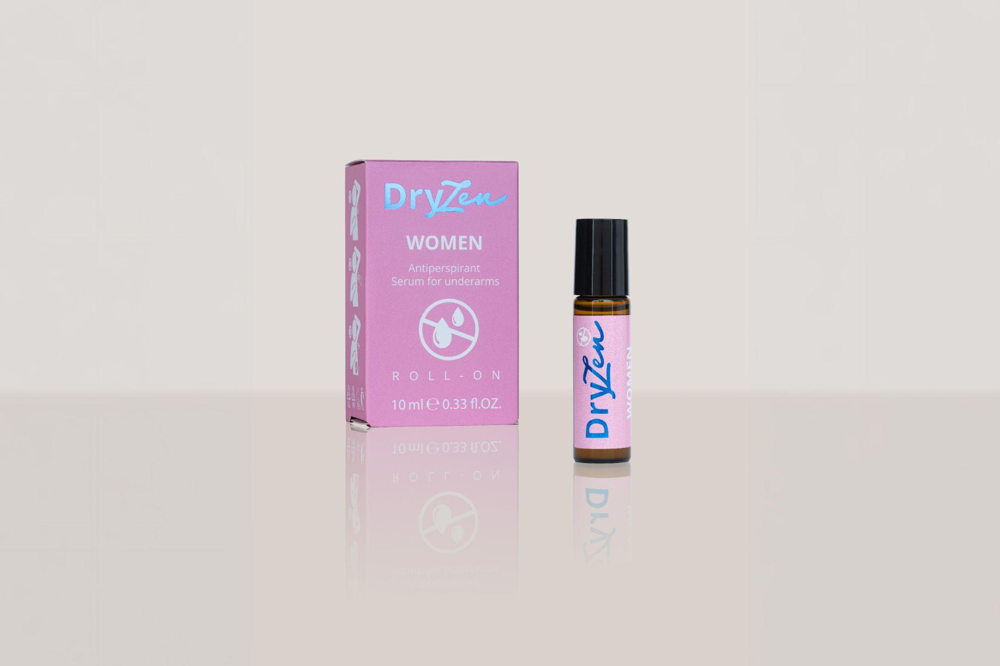 DryZen
WOMEN
Antiperspirant
Serum for underarms
ROLL-ON
10 ml ℮ 0.33 fl.OZ.
DryZen
WOMEN